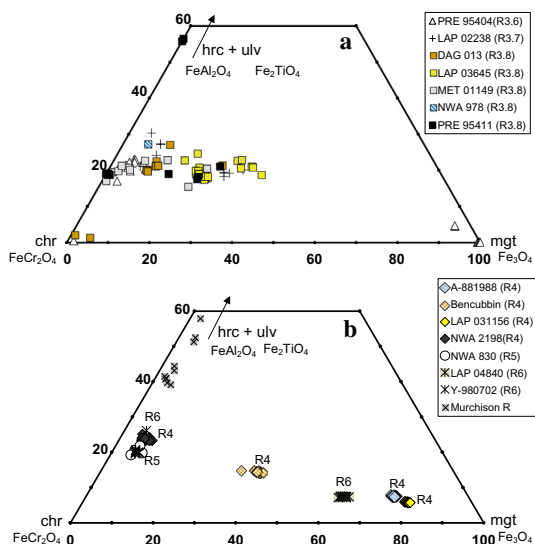 60
a
hrc + ulv
FeAl2O4 Fe2TiO4
40
20
chr
FeCr2O4
0 20 40 60 80 100
mgt
Fe3O4
PRE 95404 (R3.6)
LAP 02238 (R3.7)
DAG 013 (R3.8)
LAP 03645 (R3.8)
MET 01149 (R3.8)
NWA 978 (R3.8)
PRE 95411 (R3.8)
60
b
hrc + ulv
FeAl2O4 Fe2TiO4
40
R6
R4
20
R5
R4
R6
R4
R4
chr
FeCr2O4
0 20 40 60 80 100
mgt
Fe3O4
A-881988 (R4)
Bencubbin (R4)
LAP 031156 (R4)
NWA 2198(R4)
NWA 830 (R5)
LAP 04840 (R6)
Y-980702 (R6)
Murchison R